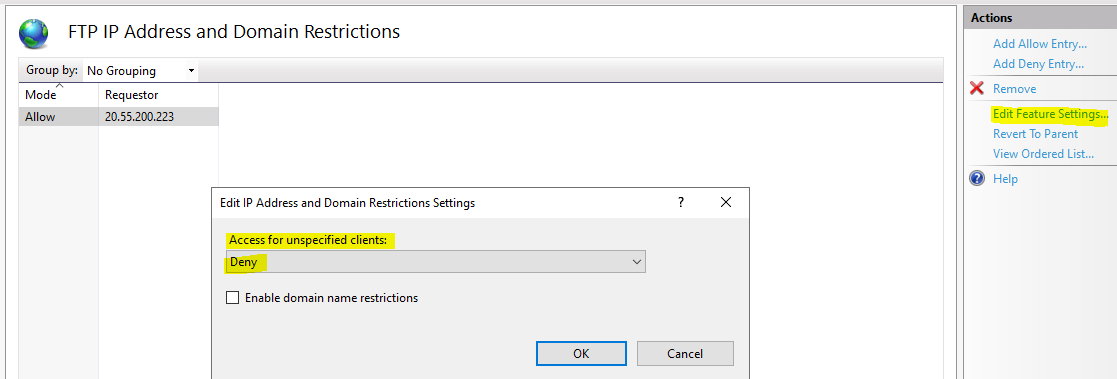 FTP IP Address and Domain Restrictions
Group by: No Grouping
Mode Requestor
Allow 20.55.200.223
Edit IP Address and Domain Restrictions Settings ?
Access for unspecified clients:
Deny
Enable domain name restrictions
OK Cancel
Actions
Add Allow Entry...
Add Deny Entry...
Remove
Edit Feature Settings...
Revert To Parent
View Ordered List...
? Help